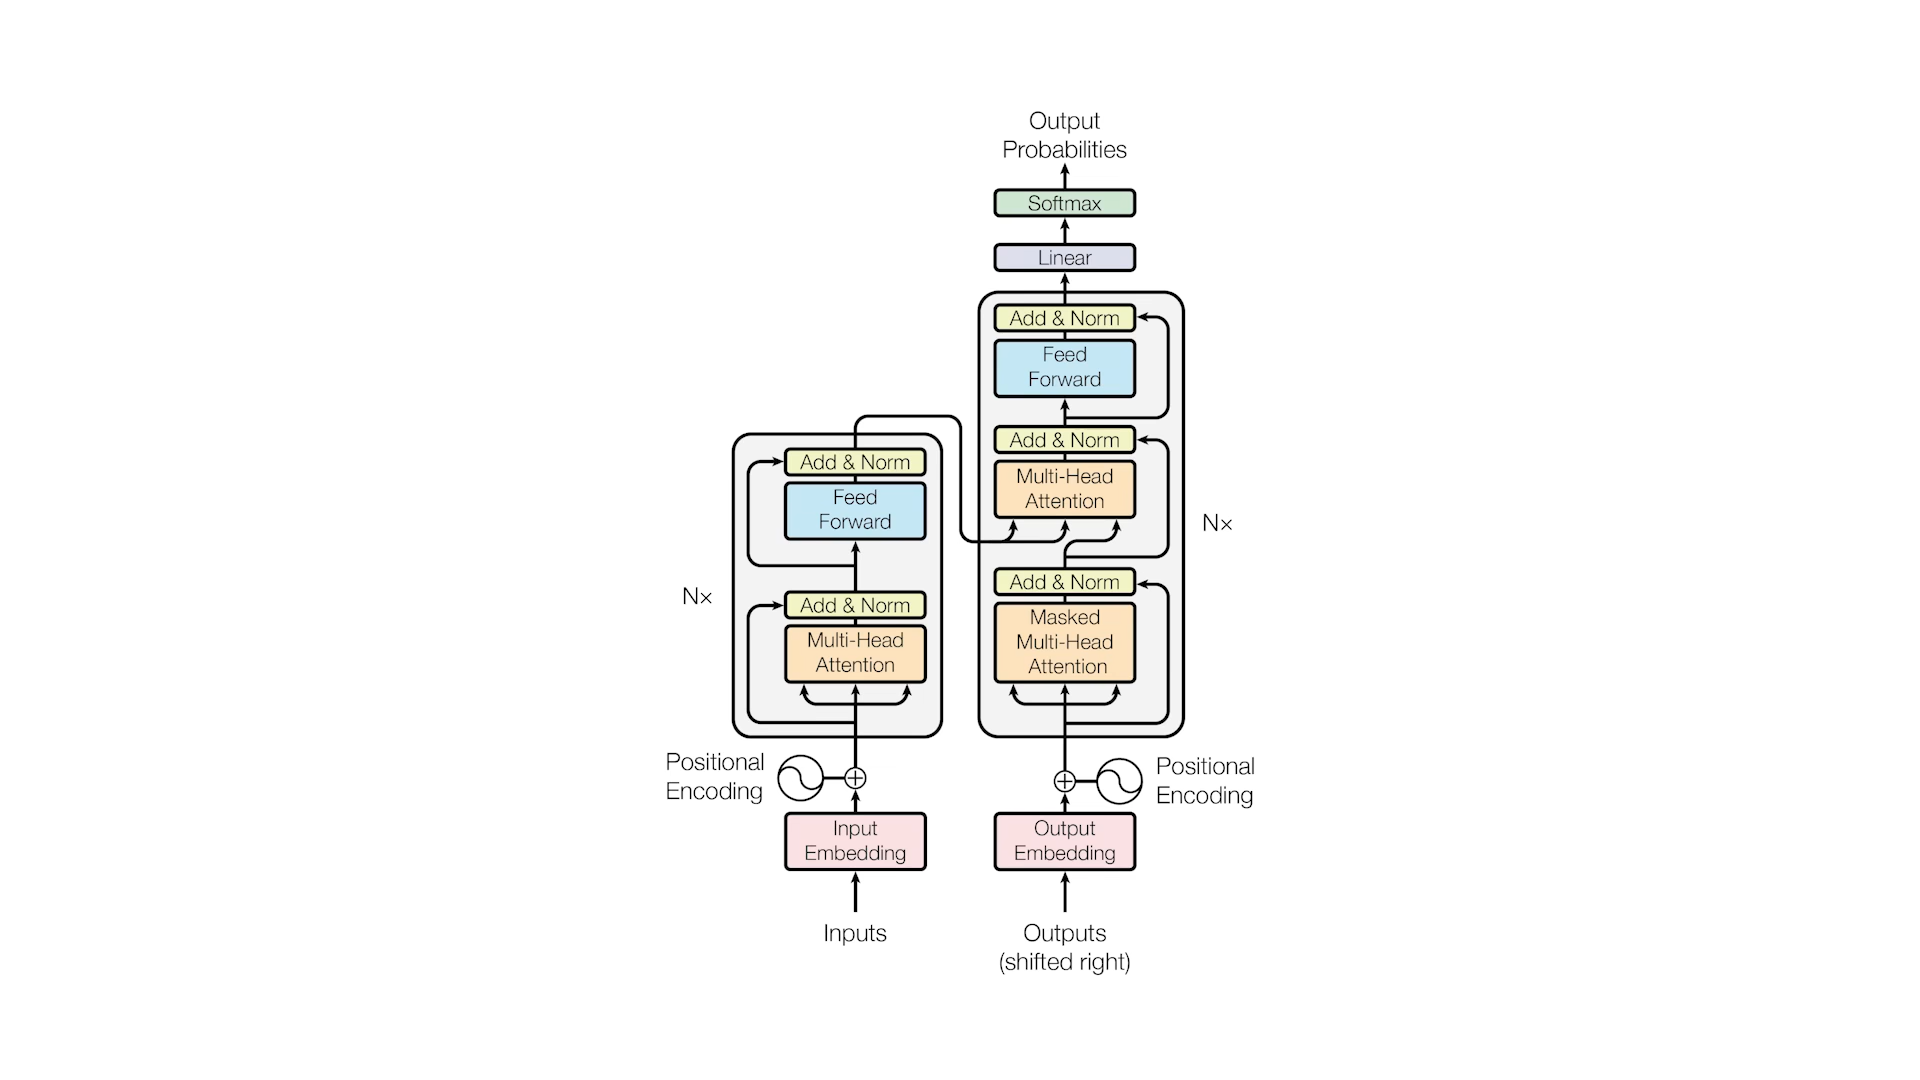 Output
Probabilities
Softmax
Linear
Add & Norm
Feed
Forward
Add & Norm
Multi-Head
Attention
Add & Norm
Masked
Multi-Head
Attention
N×
Add & Norm
Feed
Forward
Add & Norm
Multi-Head
Attention
N×
Positional
Encoding
Positional
Encoding
Input
Embedding
Output
Embedding
Inputs
Outputs
(shifted right)